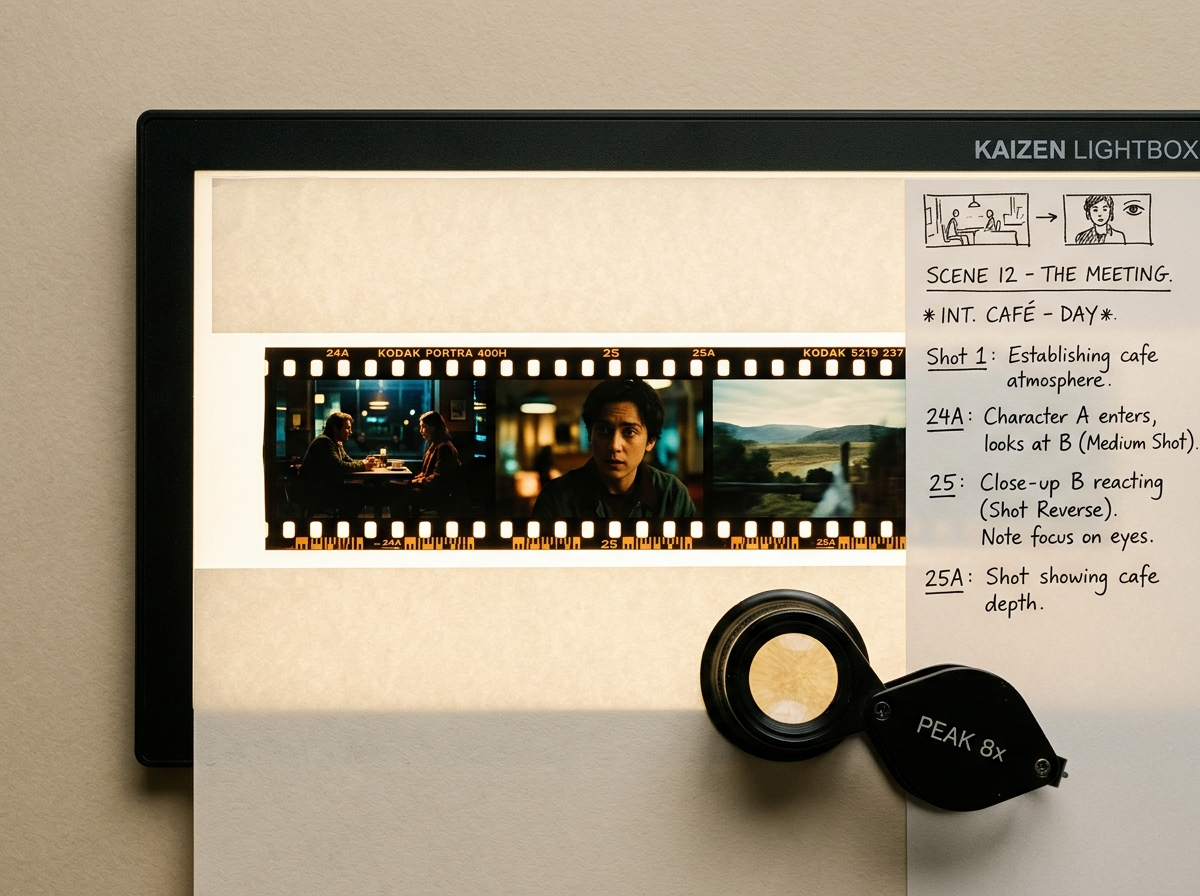 KAIZEN LIGHTBOX
SCENE 12 - THE MEETING.
*INT. CAFÉ - DAY*.
Shot 1: Establishing cafe
atmosphere.
24A: Character A enters,
looks at B (Medium Shot).
25: Close-up B reacting
(Shot Reverse).
Note focus on eyes.
25A: Shot showing cafe
depth.
24A KODAK PORTRA 400H 25 25A KODAK 5219 237
24A 25 25A
PEAK 8x